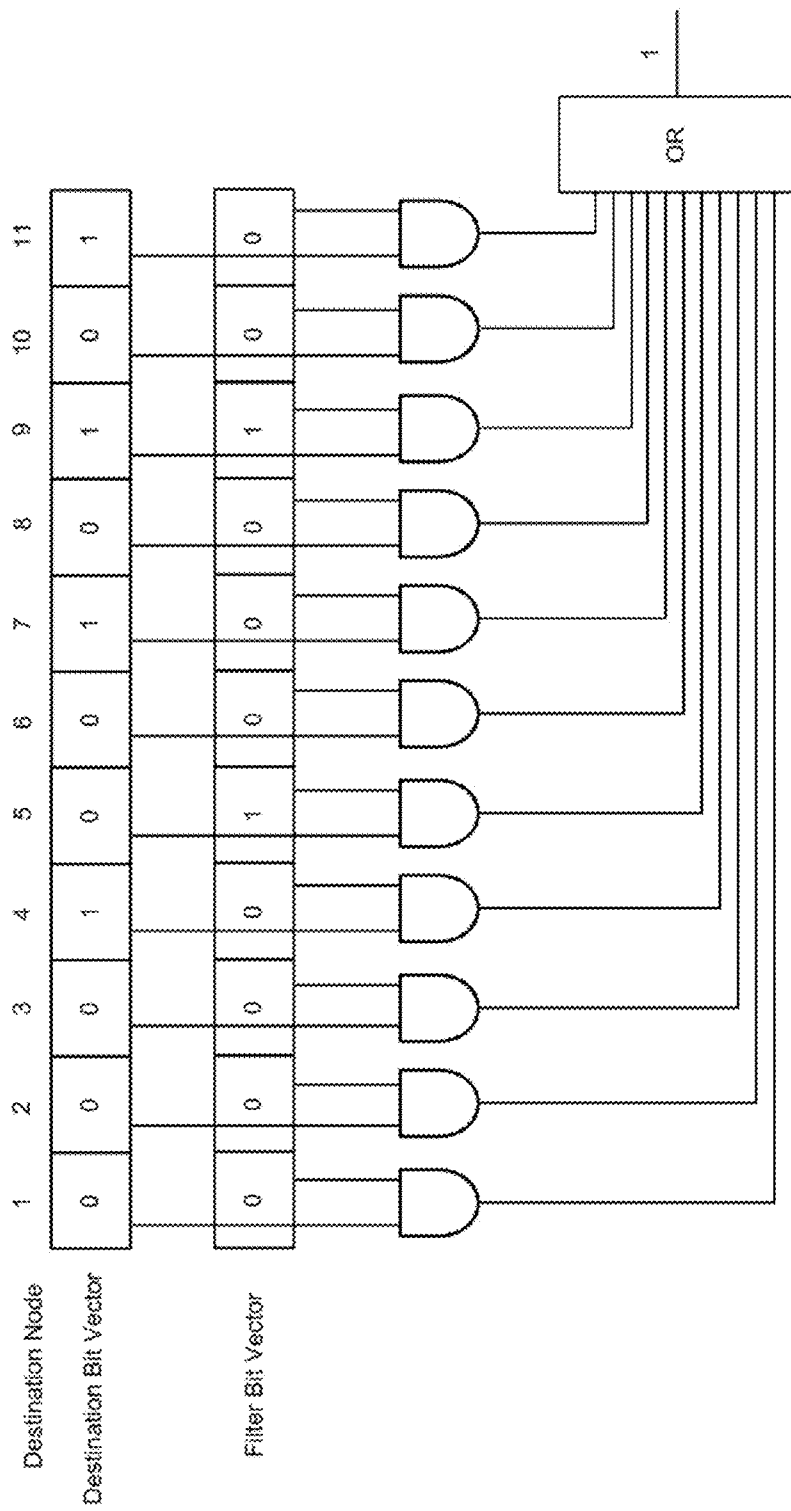 Destination Node 1 2 3 4 5 6 7 8 9 10 11
Destination Bit Vector 0 0 0 1 0 0 1 0 1 0 1
Filter Bit Vector 0 0 0 0 1 0 0 0 1 0 0
OR 1